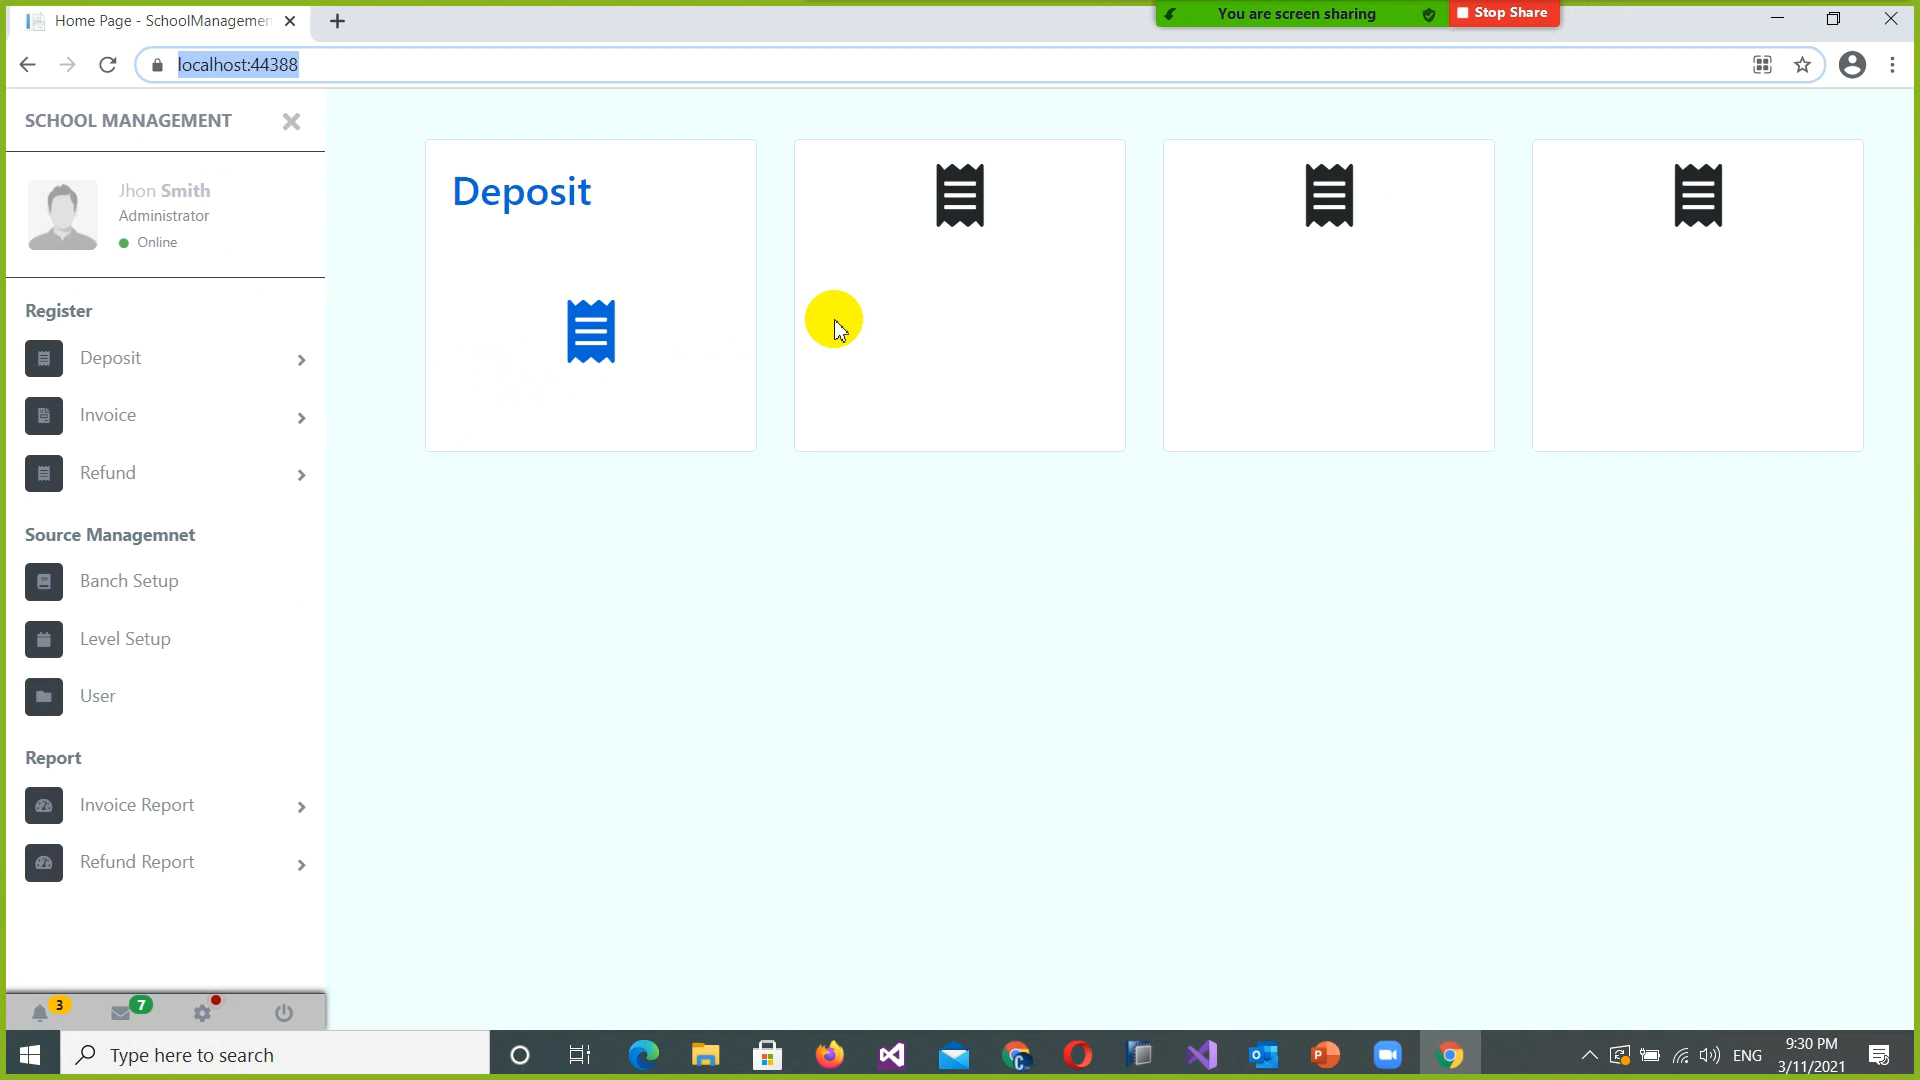 Home Page - SchoolManagemen
You are screen sharing
Stop Share
localhost:44388
SCHOOL MANAGEMENT
Jhon Smith
Administrator
Online
Register
Deposit
Invoice
Refund
Source Managemnet
Banch Setup
Level Setup
User
Report
Invoice Report
Refund Report
3
7
Deposit
Type here to search
ENG
9:30 PM
3/11/2021